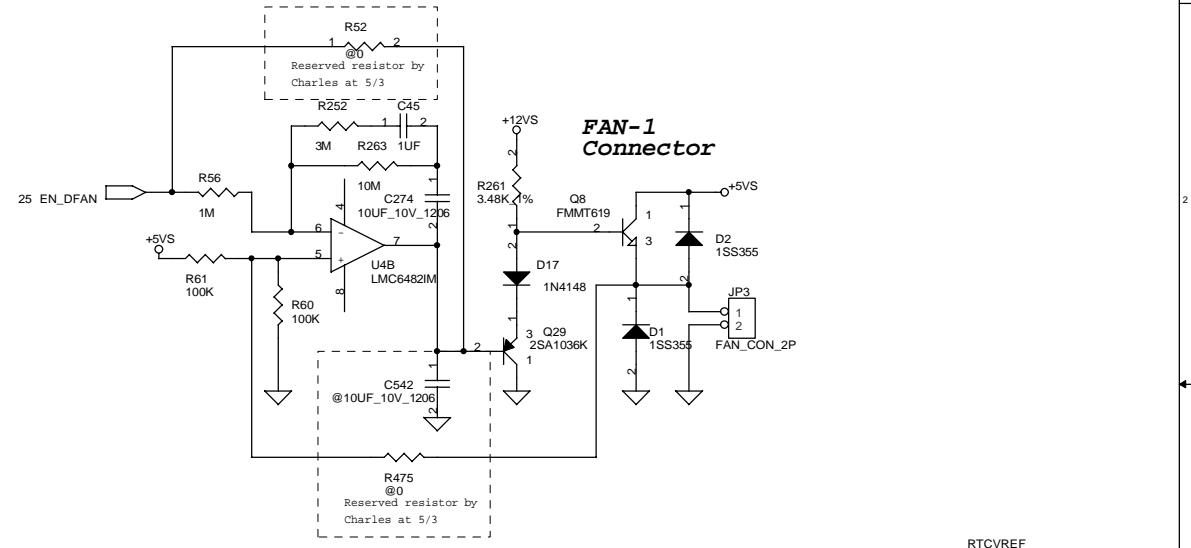 R52
1 2
@0
Reserved resistor by
Charles at 5/3
R252 C45
1 2
3M 1UF
R263
10M
C274
10UF_10V_1206
1
2
25 EN_DFAN
R56
1M
+5VS
R61
100K
R60
100K
4
6
-
5
+
7
8
U4B
LMC6482IM
+12VS
2
R261
3.48K_1%
1
2
D17
1N4148
1
3
Q29
2SA1036K
2
1
FAN-1
Connector
Q8
FMMT619
2
1
3
+5VS
1
D2
1SS355
2
1
D1
1SS355
2
JP3
1
2
FAN_CON_2P
1
C542
@10UF_10V_1206
2
R475
@0
Reserved resistor by
Charles at 5/3
2
RTCVREF